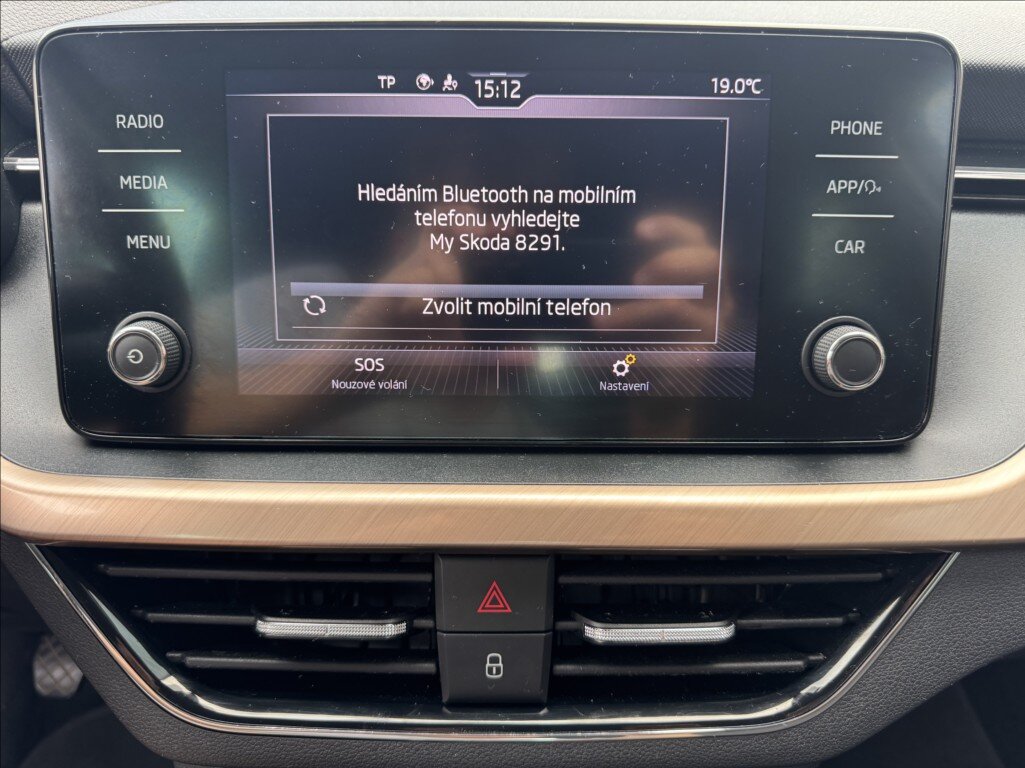 TP 15:12 19.0°C
RADIO
MEDIA
MENU
Hledáním Bluetooth na mobilním
telefonu vyhledejte
My Skoda 8291.
Zvolit mobilní telefon
SOS
Nouzové volání
Nastavení
PHONE
APP/
CAR